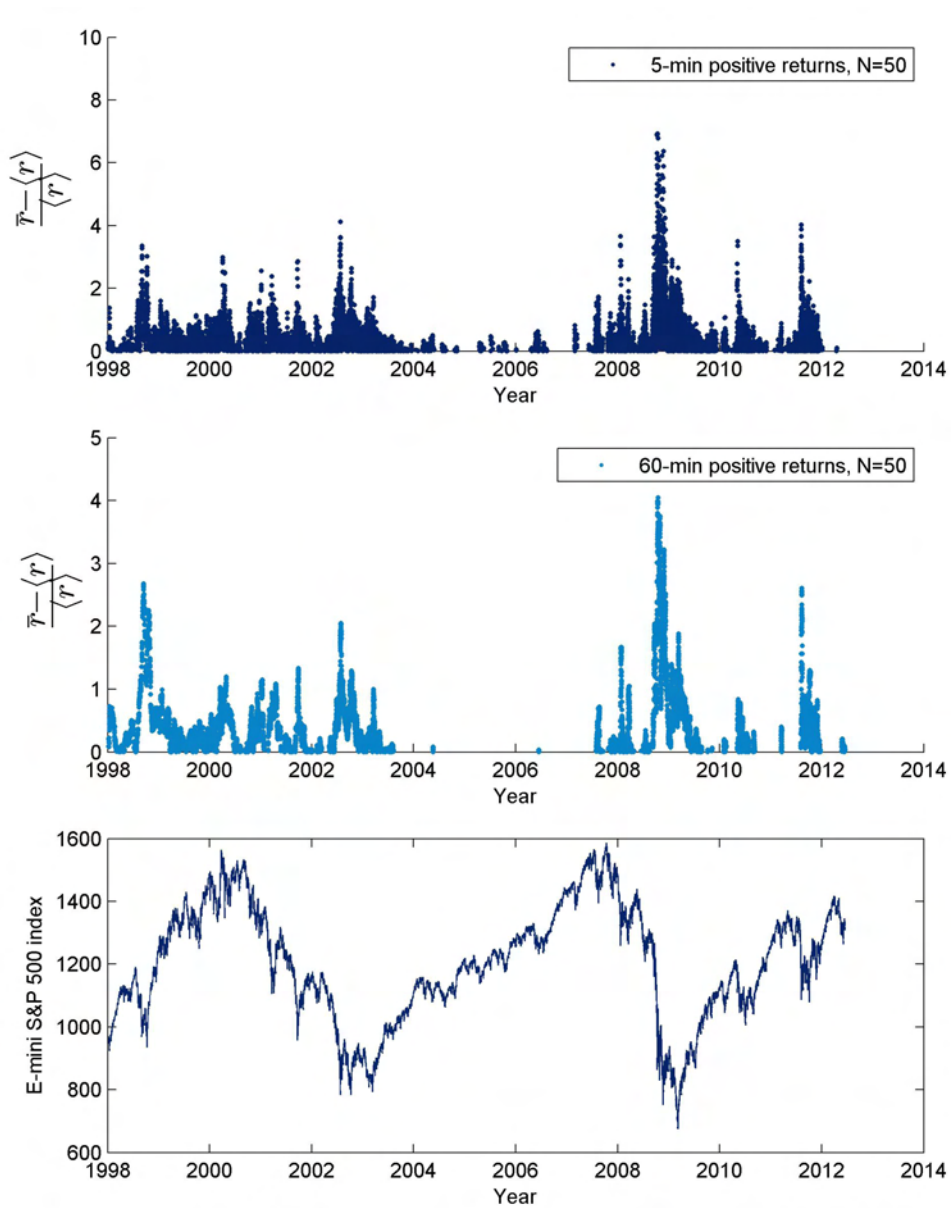 10
5-min positive returns, N=50
8
6
r̅—⟨r⟩
⟨r⟩
4
2
0
1998 2000 2002 2004 2006 2008 2010 2012 2014
Year
5
60-min positive returns, N=50
4
3
r̅—⟨r⟩
⟨r⟩
2
1
0
1998 2000 2002 2004 2006 2008 2010 2012 2014
Year
1600
1400
1200
E-mini S&P 500 index
1000
800
600
1998 2000 2002 2004 2006 2008 2010 2012 2014
Year